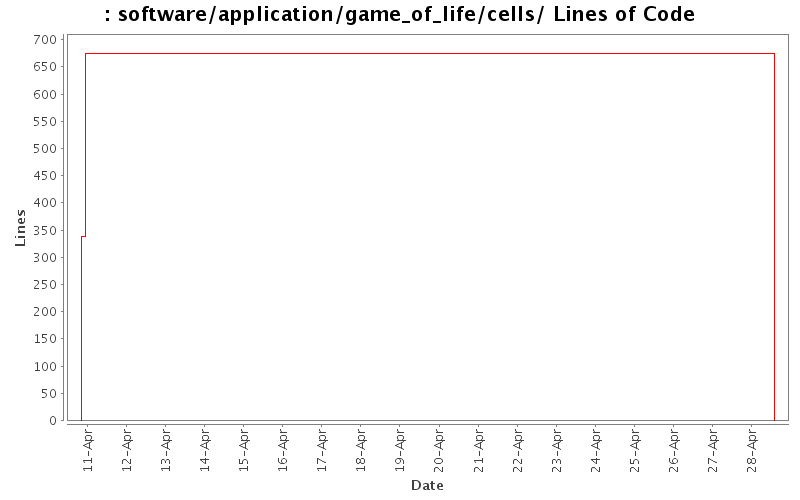 : software/application/game_of_life/cells/ Lines of Code
700
650
600
550
500
450
400
350
300
250
200
150
100
50
0
Lines
11-Apr
12-Apr
13-Apr
14-Apr
15-Apr
16-Apr
17-Apr
18-Apr
19-Apr
20-Apr
21-Apr
22-Apr
23-Apr
24-Apr
25-Apr
26-Apr
27-Apr
28-Apr
Date